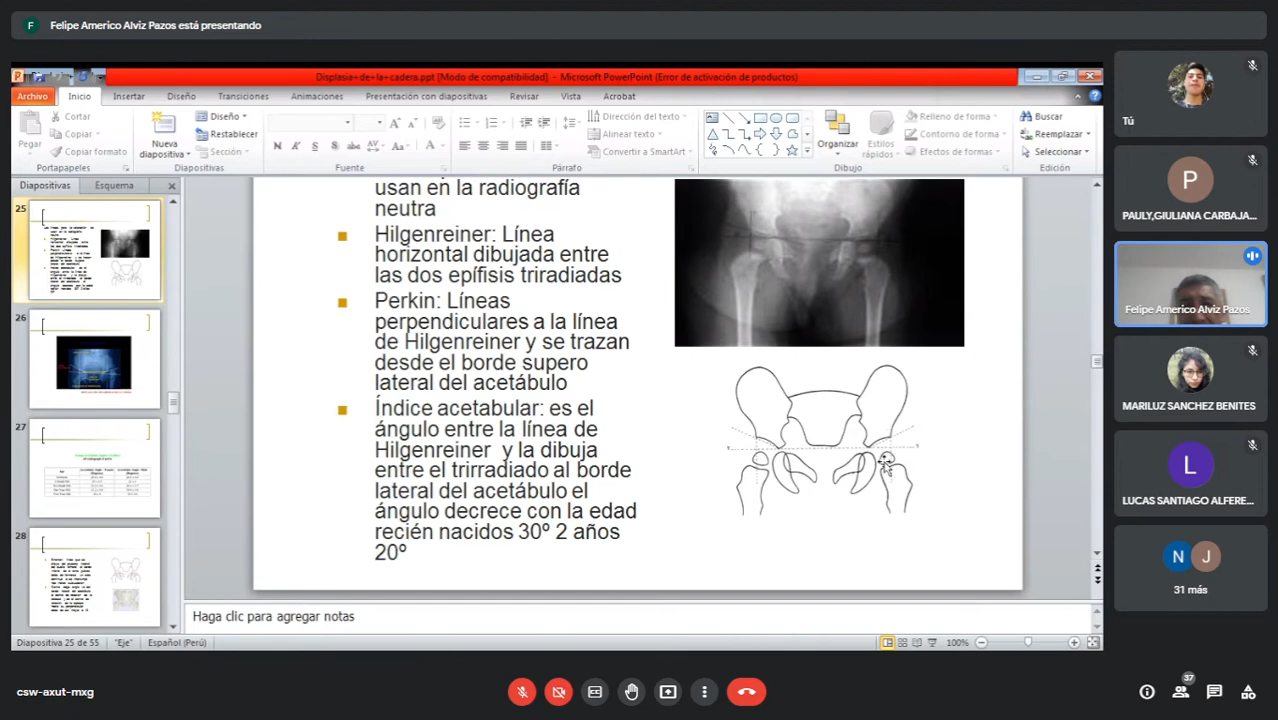 F
Felipe Americo Alviz Pazos está presentando
Displasia+de+la+cadera.ppt [Modo de compatibilidad] - Microsoft PowerPoint (Error de activación de productos)
Archivo
Inicio
Insertar
Diseño
Transiciones
Animaciones
Presentación con diapositivas
Revisar
Vista
Acrobat
Pegar
Cortar
Copiar
Copiar formato
Portapapeles
Nueva
diapositiva
Diseño
Restablecer
Sección
Diapositivas
Fuente
Dirección del texto
Alinear texto
Convertir a SmartArt
Párrafo
Organizar
Estilos
rápidos
Relleno de forma
Contorno de forma
Efectos de formas
Dibujo
Buscar
Reemplazar
Seleccionar
Edición
Diapositivas
Esquema
25
26
27
28
usan en la radiografía
neutra
Hilgenreiner: Línea
horizontal dibujada entre
las dos epífisis triradiadas
Perkin: Líneas
perpendiculares a la línea
de Hilgenreiner y se trazan
desde el borde supero
lateral del acetábulo
Índice acetabular: es el
ángulo entre la línea de
Hilgenreiner y la dibuja
entre el trirradiado al borde
lateral del acetábulo el
ángulo decrece con la edad
recién nacidos 30º 2 años
20º
Haga clic para agregar notas
Diapositiva 25 de 55
"Eje"
Español (Perú)
100%
Tú
P
PAULY,GIULIANA CARBAJA...
Felipe Americo Alviz Pazos
MARILUZ SANCHEZ BENITES
L
LUCAS SANTIAGO ALFERE...
N
J
31 más
csw-axut-mxg
37